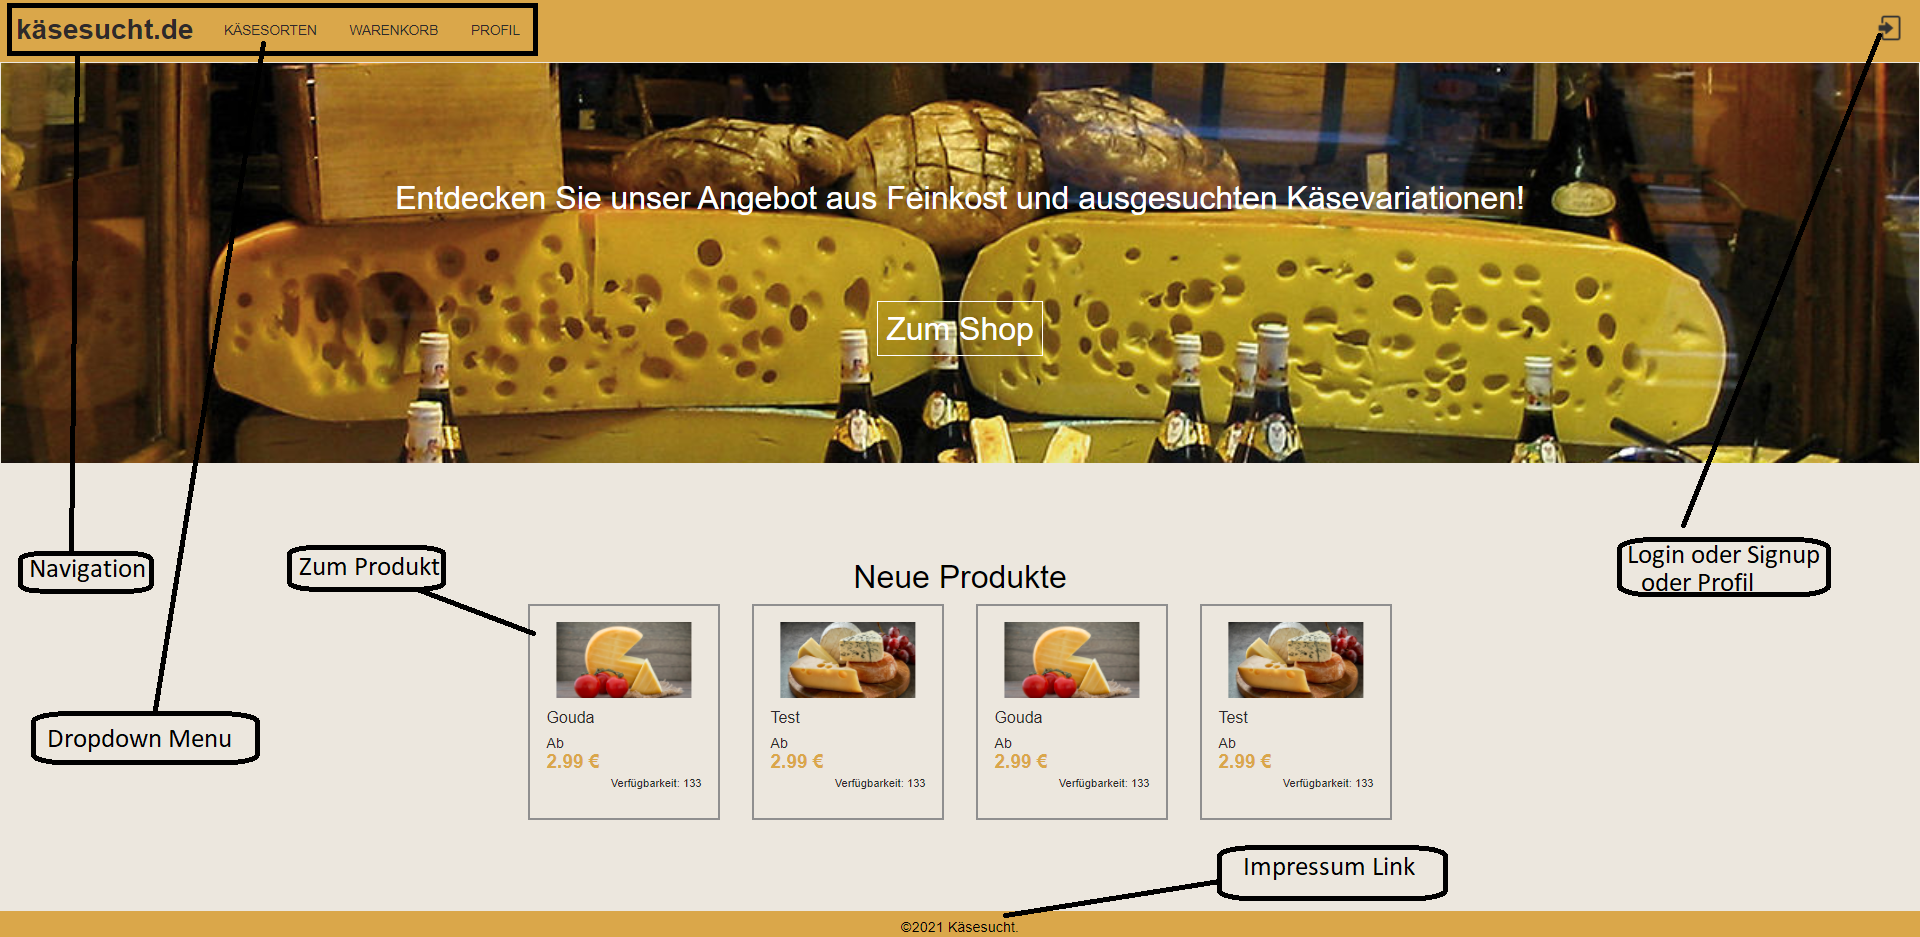 käsesucht.de KÄSESORTEN WARENKORB PROFIL
Entdecken Sie unser Angebot aus Feinkost und ausgesuchten Käsevariationen!
Zum Shop
Navigation
Zum Produkt
Login oder Signup
oder Profil
Dropdown Menu
Neue Produkte
Gouda
Ab
2.99 €
Verfügbarkeit: 133
Test
Ab
2.99 €
Verfügbarkeit: 133
Gouda
Ab
2.99 €
Verfügbarkeit: 133
Test
Ab
2.99 €
Verfügbarkeit: 133
Impressum Link
©2021 Käsesucht.